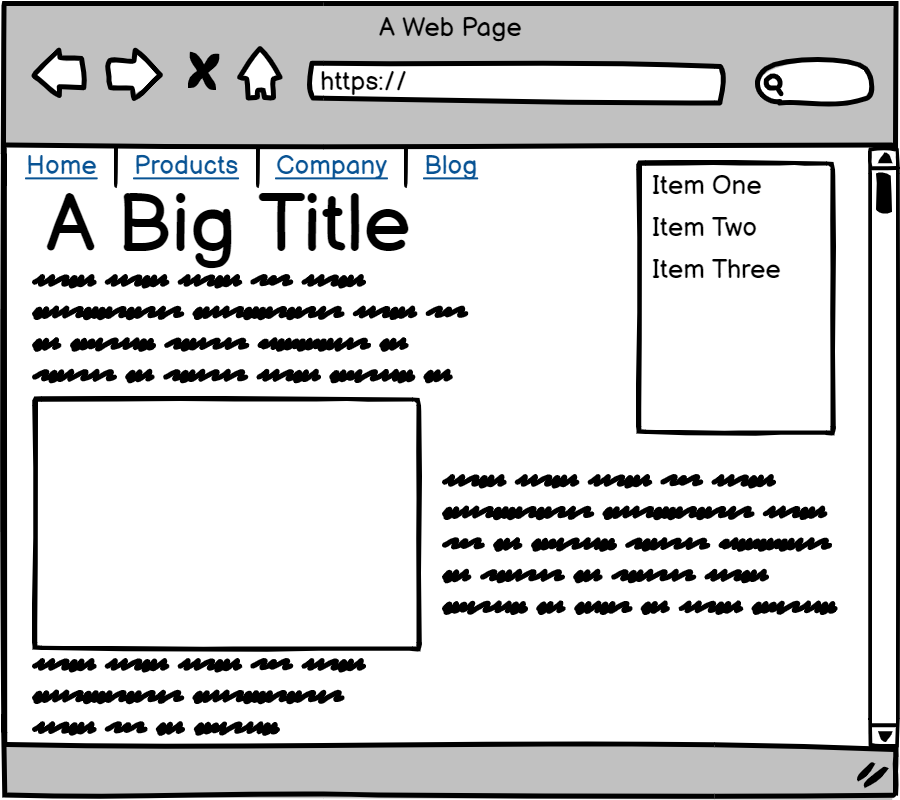 A Web Page
https://
Home Products Company Blog
A Big Title
Item One
Item Two
Item Three